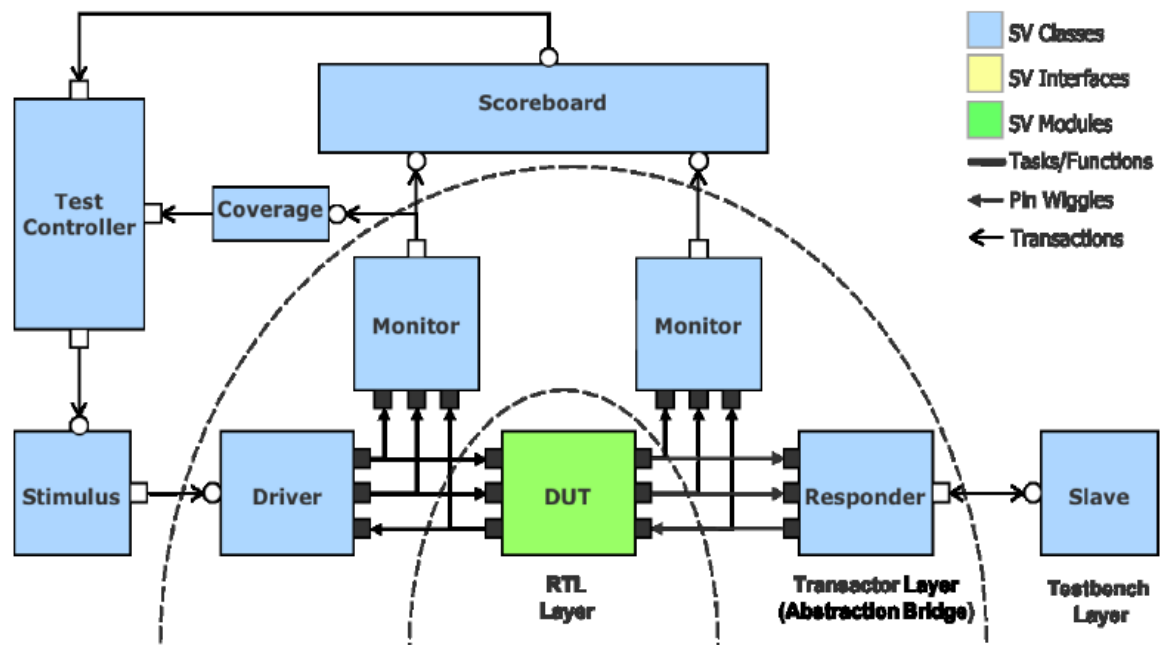 SV Classes
SV Interfaces
SV Modules
Tasks/Functions
Pin Wiggles
Transactions
Scoreboard
Test
Controller
Coverage
Monitor
Monitor
Stimulus
Driver
DUT
Responder
Slave
RTL
Layer
Transactor Layer
(Abstraction Bridge)
Testbench
Layer